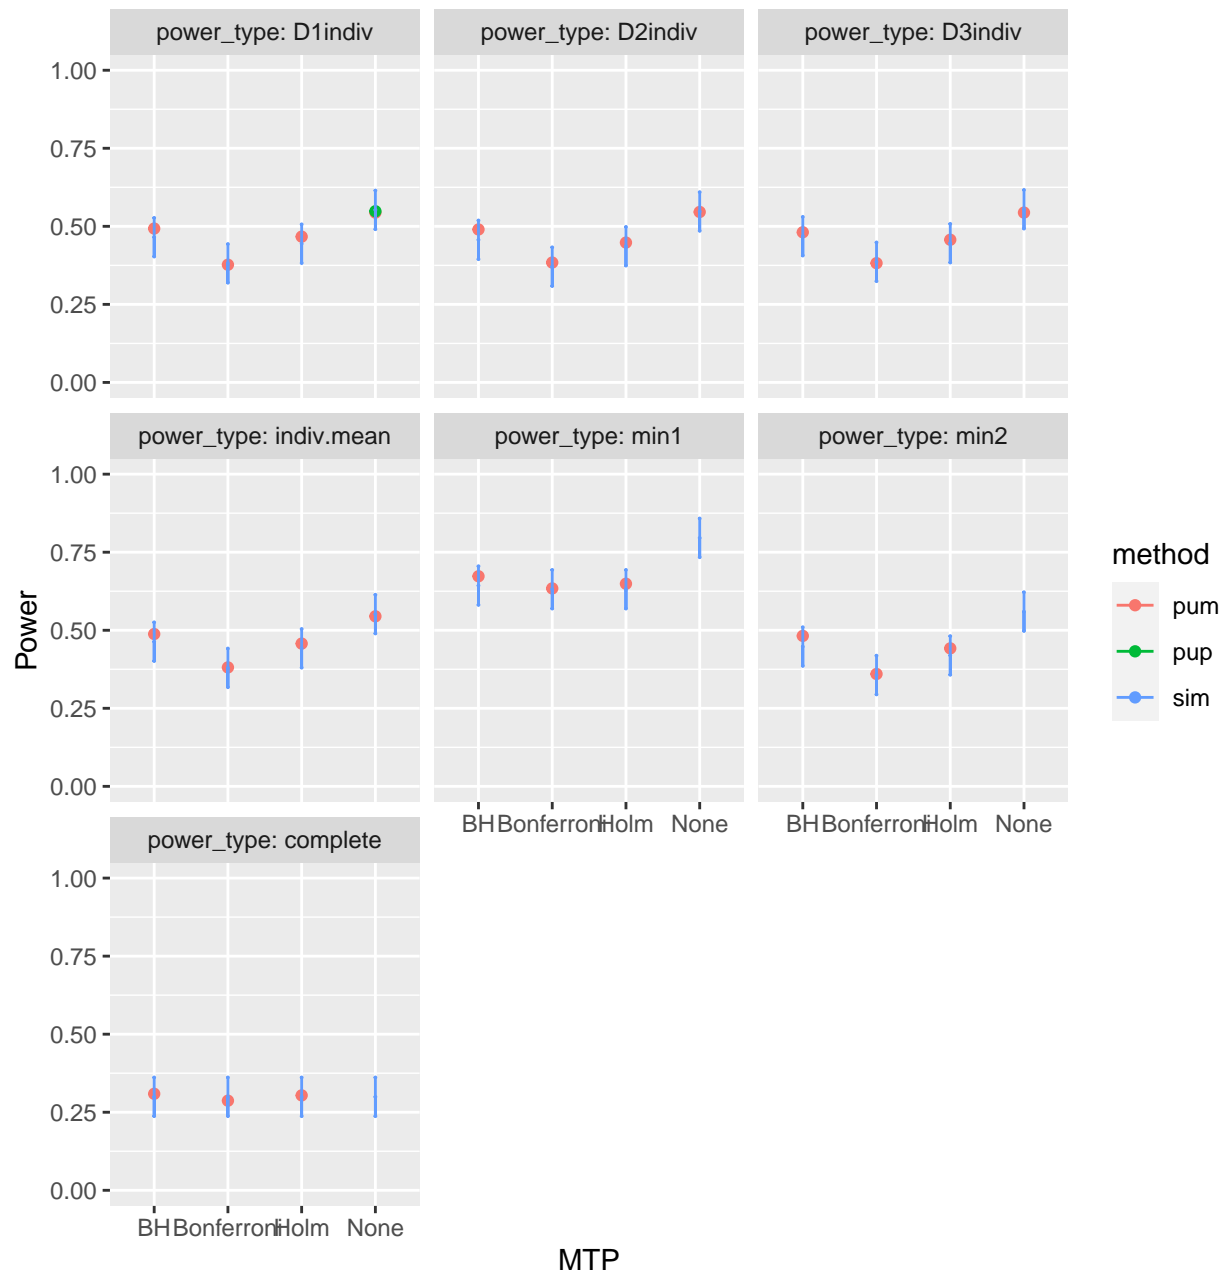 power_type: D1indiv
power_type: D2indiv
power_type: D3indiv
1.00
0.75
0.50
0.25
0.00
power_type: indiv.mean
power_type: min1
power_type: min2
1.00
0.75
0.50
0.25
0.00
BH Bonferroni Holm None
BH Bonferroni Holm None
power_type: complete
1.00
0.75
0.50
0.25
0.00
BH Bonferroni Holm None
MTP
Power
method
pum
pup
sim